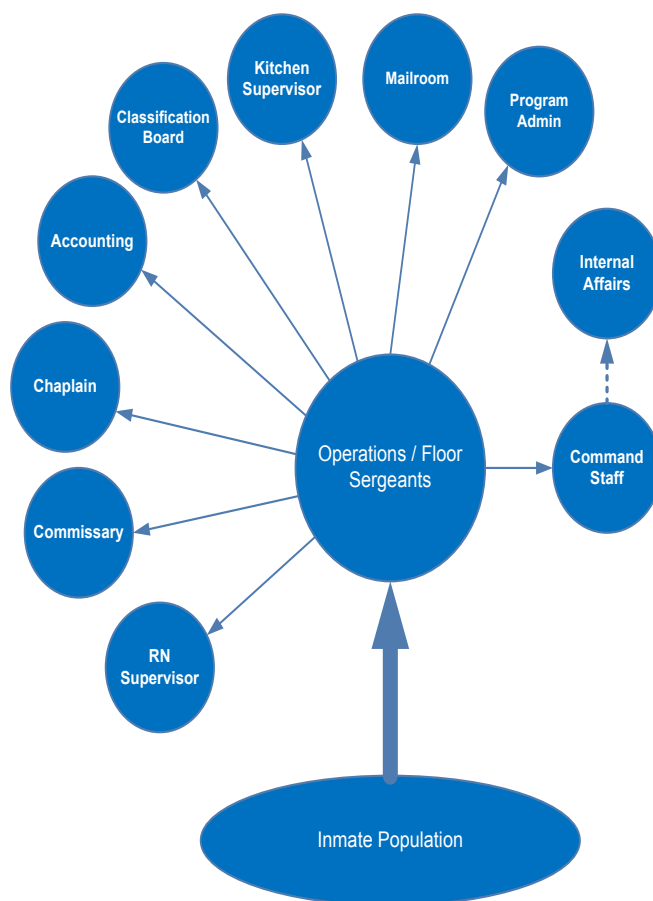 Kitchen
Supervisor
Mailroom
Program
Admin
Classification
Board
Accounting
Internal
Affairs
Chaplain
Operations / Floor
Sergeants
Command
Staff
Commissary
RN
Supervisor
Inmate Population